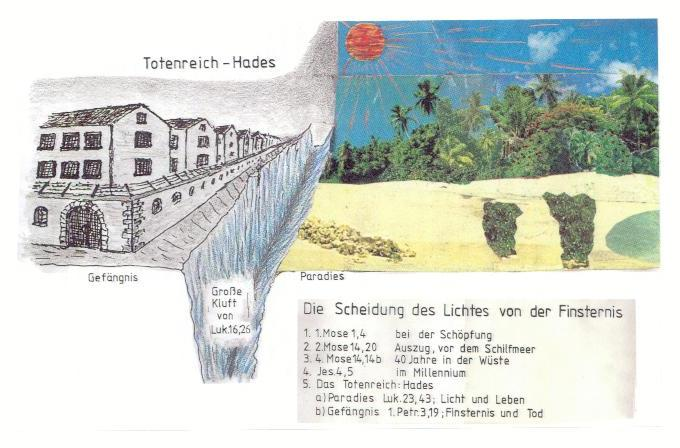 Totenreich – Hades
Gefängnis
Paradies
Große
Kluft
von
Luk.16,26
Die Scheidung des Lichtes von der Finsternis
1. 1.Mose 1,4 bei der Schöpfung
2. 2.Mose 14,20 Auszug, vor dem Schilfmeer
3. 4. Mose14,14b 40 Jahre in der Wüste
4. Jes.4,5 im Millennium
5. Das Totenreich: Hades
a) Paradies Luk.23,43; Licht und Leben
b) Gefängnis 1.Petr.3,19; Finsternis und Tod